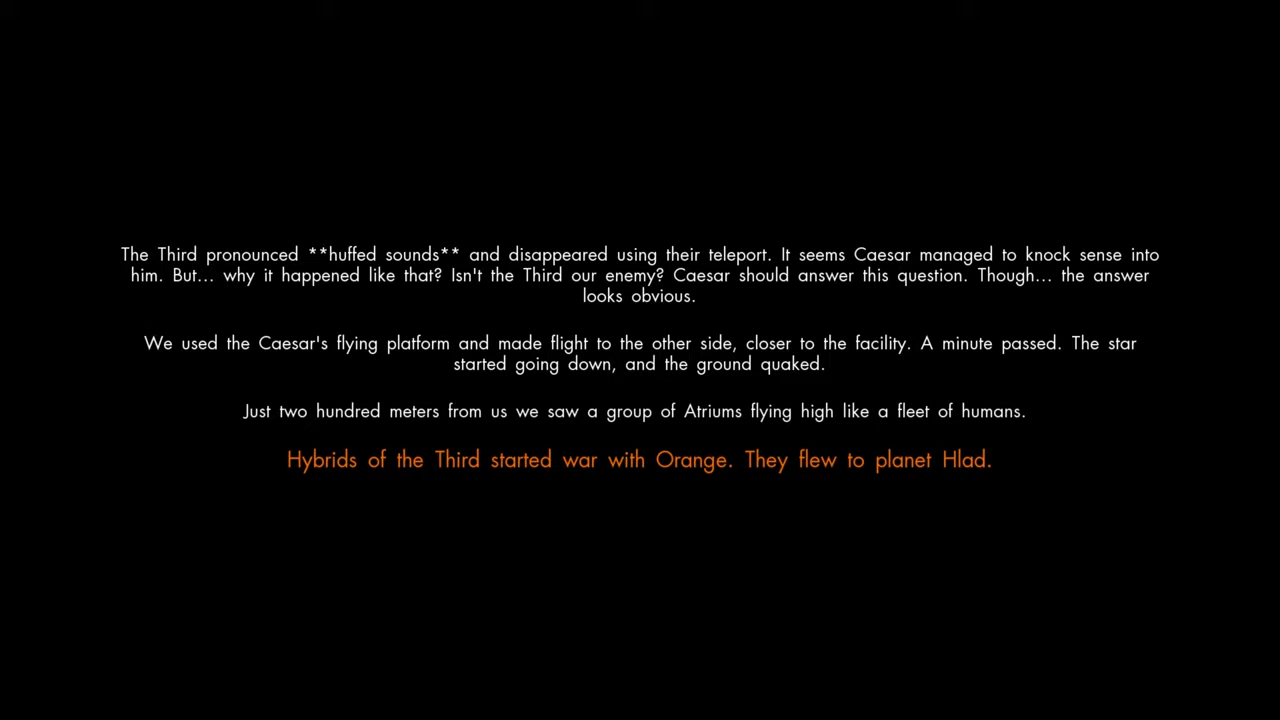 The Third pronounced **huffed sounds** and disappeared using their teleport. It seems Caesar managed to knock sense into
him. But... why it happened like that? Isn't the Third our enemy? Caesar should answer this question. Though... the answer
looks obvious.
We used the Caesar's flying platform and made flight to the other side, closer to the facility. A minute passed. The star
started going down, and the ground quaked.
Just two hundred meters from us we saw a group of Atriums flying high like a fleet of humans.
Hybrids of the Third started war with Orange. They flew to planet Hlad.